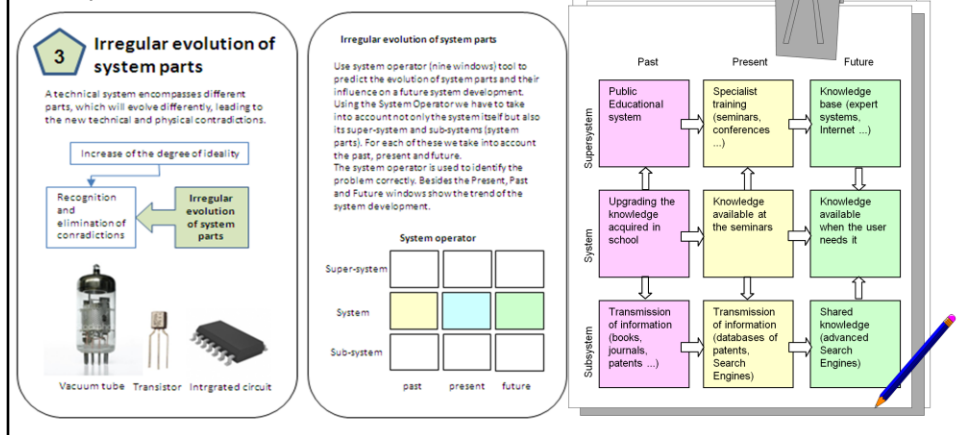 3
Irregular evolution of
system parts
A technical system encompasses different
parts, which will evolve differently, leading to
the new technical and physical contradictions.
Increase of the degree of ideality
Recognition
and
elimination of
conradictions
Irregular
evolution
of system
parts
Vacuum tube
Transistor
Intrgrated circuit
Irregular evolution of system parts
Use system operator (nine windows) tool to
predict the evolution of system parts and their
influence on a future system development.
Using the System Operator we have to take
into account not only the system itself but also
its super-system and sub-systems (system
parts). For each of these we take into account
the past, present and future.
The system operator is used to identify the
problem correctly. Besides the Present, Past
and Future windows show the trend of the
system development.
System operator
Super-system
System
Sub-system
past
present
future
Past
Present
Future
Supersystem
Public
Educational
system
Specialist
training
(seminars,
conferences
...)
Knowledge
base (expert
systems,
Internet ...)
System
Upgrading the
knowledge
acquired in
school
Knowledge
available at
the seminars
Knowledge
available
when the user
needs it
Subsystem
Transmission
of information
(books,
journals,
patents ...)
Transmission
of information
(databases of
patents,
Search
Engines)
Shared
knowledge
(advanced
Search
Engines)